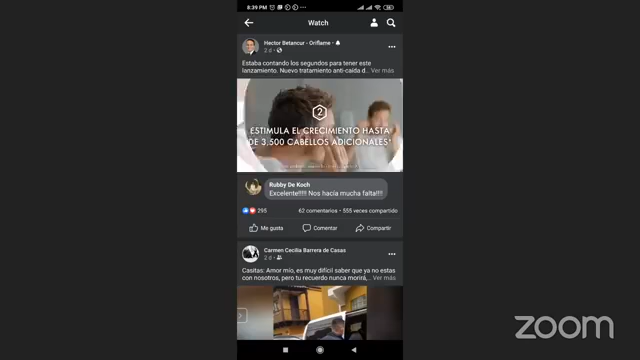 8:39 PM
Watch
Hector Betancur - Oriflame •
2 d •
Estaba contando los segundos para tener este
lanzamiento. Nuevo tratamiento anti-caída d... Ver más
2
ESTIMULA EL CRECIMIENTO HASTA
DE 3,500 CABELLOS ADICIONALES*
Rubby De Koch
Excelente!!!!!! Nos hacía mucha falta!!!!
295
62 comentarios • 555 veces compartido
Me gusta
Comentar
Compartir
Carmen Cecilia Barrera de Casas
2 d •
Casitas: Amor mío, es muy difícil saber que ya no estas
con nosotros, pero tu recuerdo nunca morirá,... Ver más
zoom